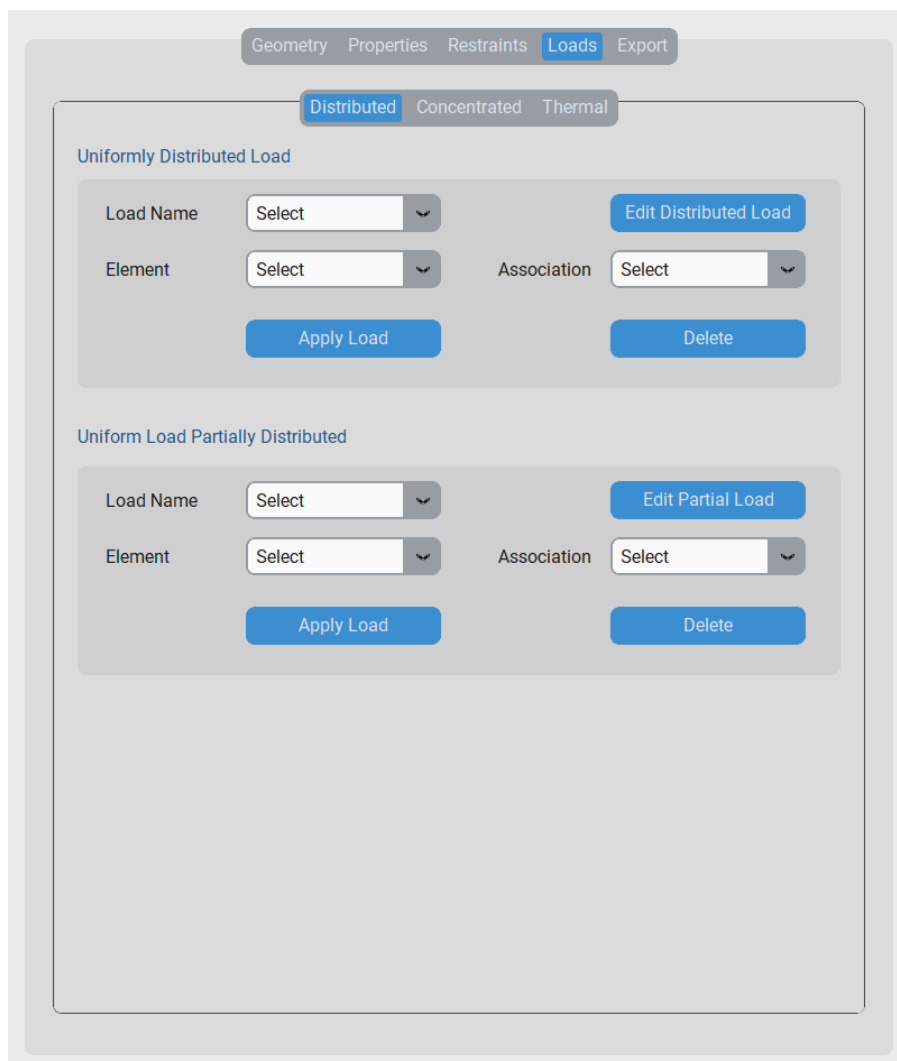 Geometry Properties Restraints Loads Export
Distributed Concentrated Thermal
Uniformly Distributed Load
Load Name Select Edit Distributed Load
Element Select Association Select
Apply Load Delete
Uniform Load Partially Distributed
Load Name Select Edit Partial Load
Element Select Association Select
Apply Load Delete